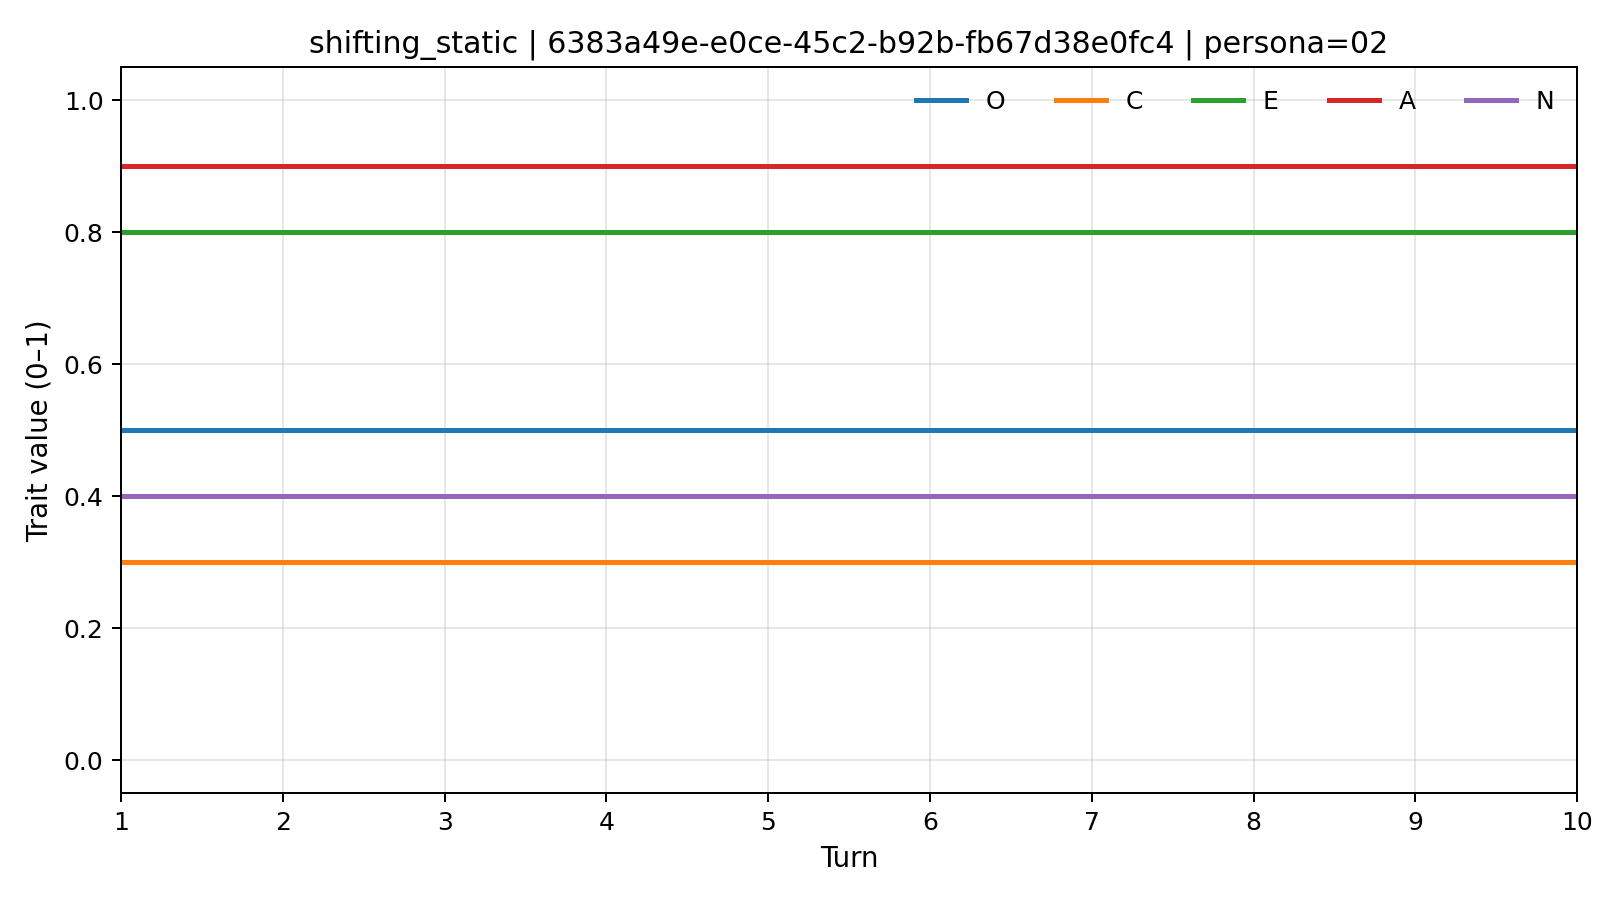 shifting_static | 6383a49e-e0ce-45c2-b92b-fb67d38e0fc4 | persona=02
O C E A N
1.0
0.8
0.6
0.4
0.2
0.0
Trait value (0–1)
1 2 3 4 5 6 7 8 9 10
Turn